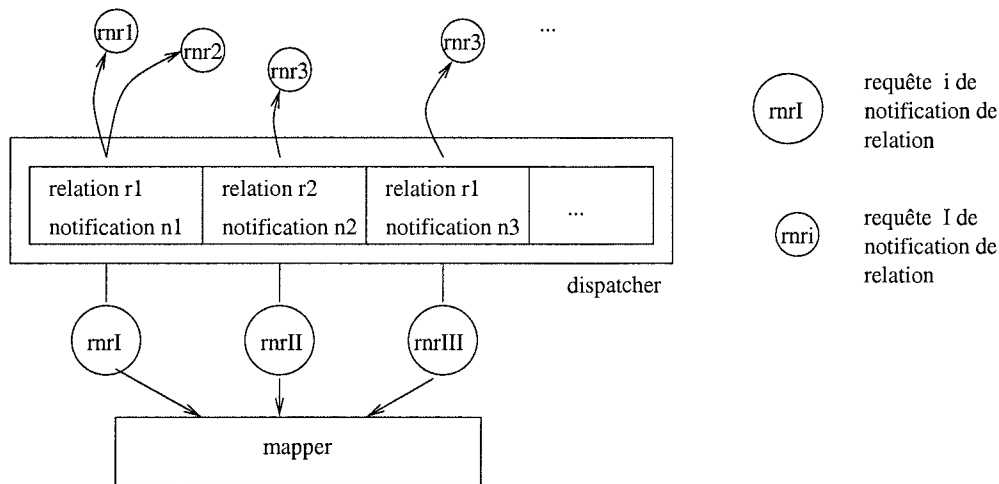 rnr1
rnr2
rnr3
rnr3
...
relation r1
notification n1
relation r2
notification n2
relation r1
notification n3
...
dispatcher
rnrI
rnrII
rnrIII
mapper
rnrI
requête i de
notification de
relation
rnri
requête I de
notification de
relation